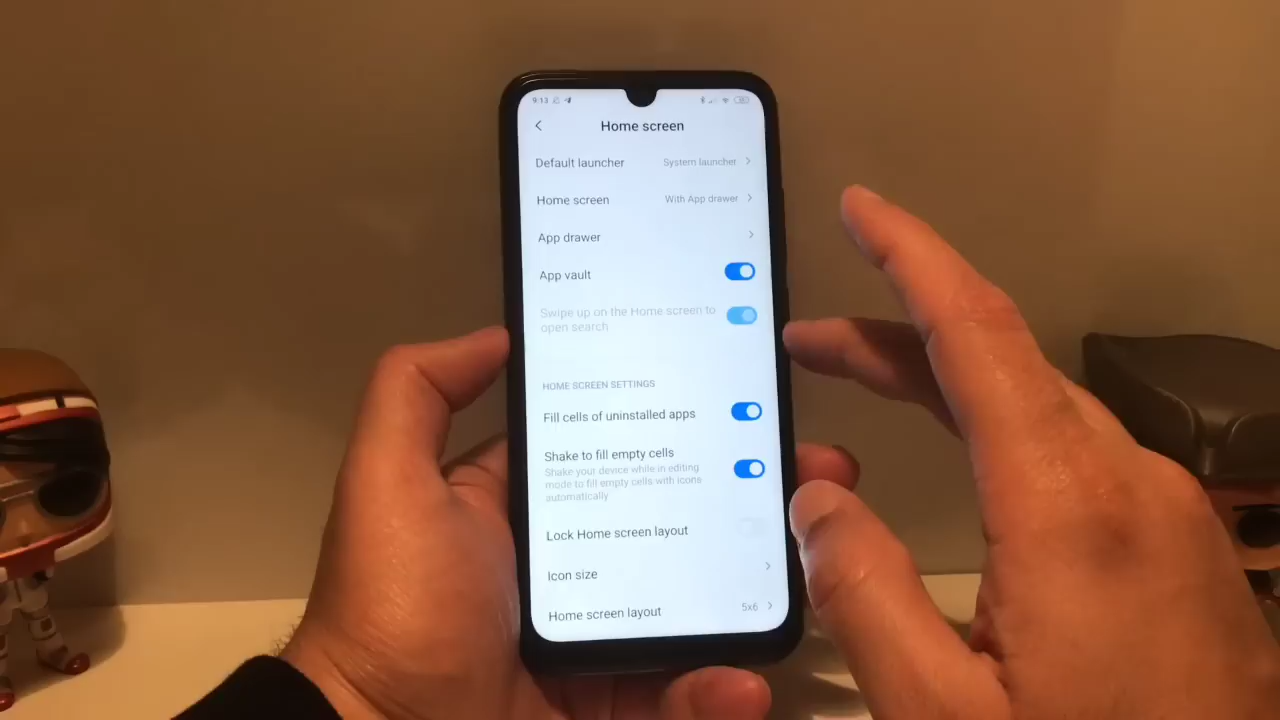 9:13
Home screen
Default launcher System launcher
Home screen With App drawer
App drawer
App vault
Swipe up on the Home screen to
open search
HOME SCREEN SETTINGS
Fill cells of uninstalled apps
Shake to fill empty cells
Shake your device while in editing
mode to fill empty cells with icons
automatically
Lock Home screen layout
Icon size
Home screen layout 5x6